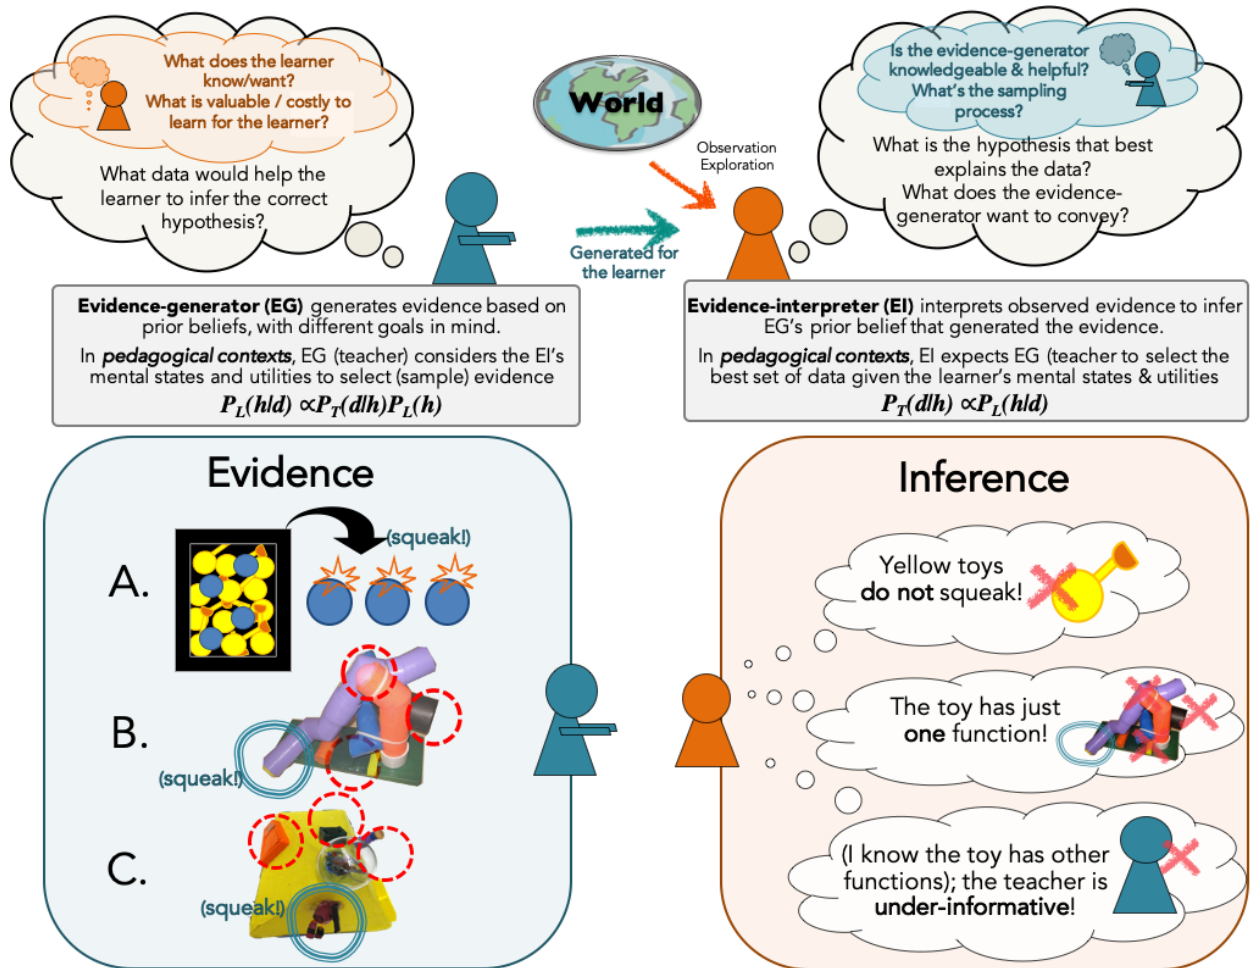 What does the learner
know/want?
What is valuable / costly to
learn for the learner?
What data would help the
learner to infer the correct
hypothesis?
World
Observation
Exploration
Generated for
the learner
Is the evidence-generator
knowledgeable & helpful?
What's the sampling
process?
What is the hypothesis that best
explains the data?
What does the evidence-
generator want to convey?
Evidence-generator (EG) generates evidence based on
prior beliefs, with different goals in mind.
In pedagogical contexts, EG (teacher) considers the EI's
mental states and utilities to select (sample) evidence
P_L(h|d) ∝P_T(d|h)P_L(h)
Evidence-interpreter (EI) interprets observed evidence to infer
EG's prior belief that generated the evidence.
In pedagogical contexts, EI expects EG (teacher to select the
best set of data given the learner's mental states & utilities
P_T(d|h) ∝P_L(h|d)
Evidence
A.
(squeak!)
B.
(squeak!)
C.
(squeak!)
Inference
Yellow toys
do not squeak!
The toy has just
one function!
(I know the toy has other
functions); the teacher is
under-informative!